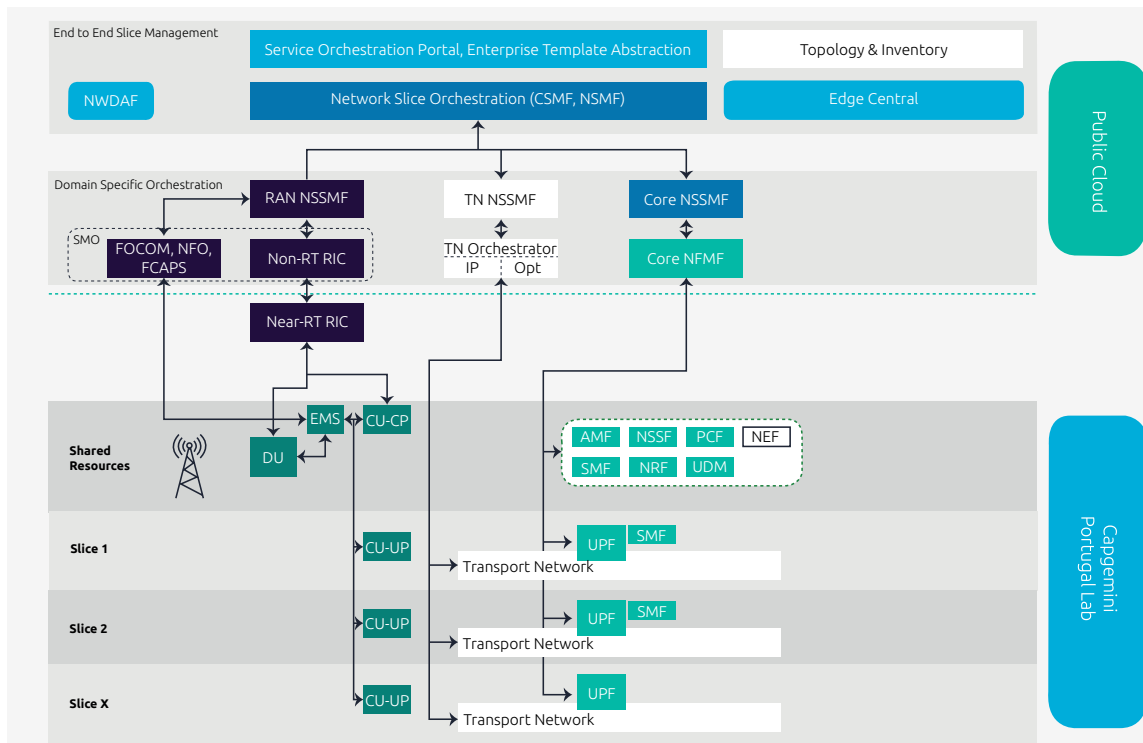 End to End Slice Management
Service Orchestration Portal, Enterprise Template Abstraction
Topology & Inventory
NWDAF
Network Slice Orchestration (CSMF, NSMF)
Edge Central
Public Cloud
Domain Specific Orchestration
RAN NSSMF
TN NSSMF
Core NSSMF
SMO
FOCOM, NFO,
FCAPS
Non-RT RIC
TN Orchestrator
IP
Opt
Core NFMF
Near-RT RIC
Shared
Resources
EMS
CU-CP
DU
AMF
NSSF
PCF
NEF
SMF
NRF
UDM
Capgemini
Portugal Lab
Slice 1
CU-UP
UPF
SMF
Transport Network
Slice 2
CU-UP
UPF
SMF
Transport Network
Slice X
CU-UP
UPF
Transport Network